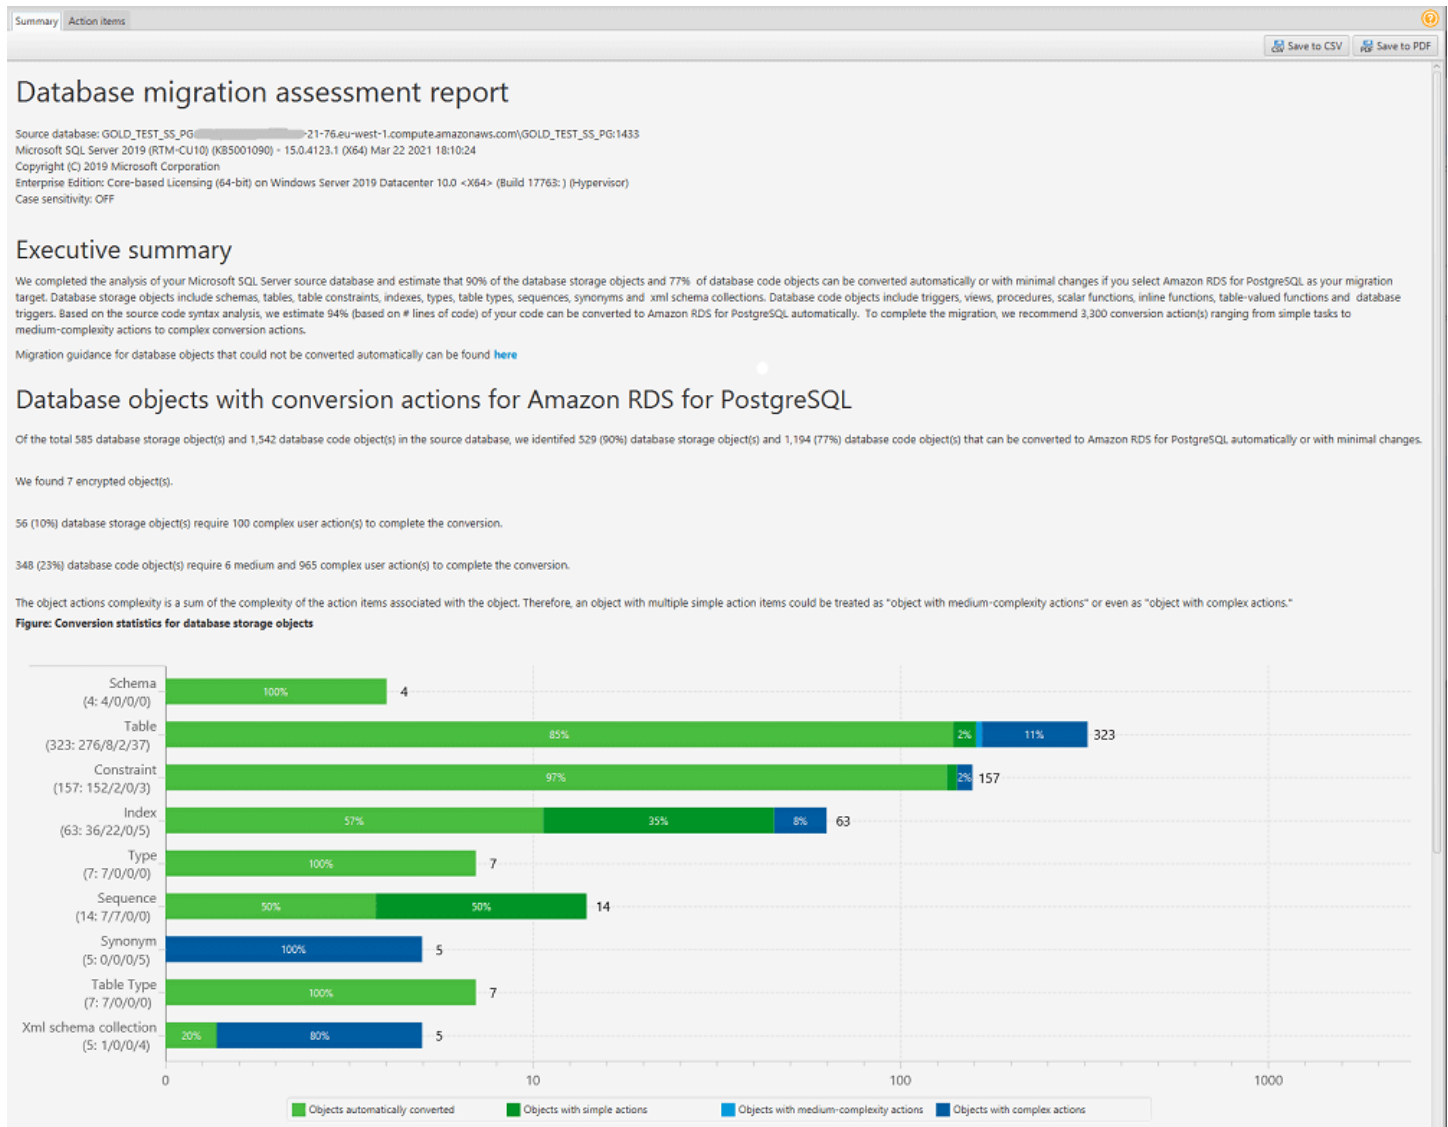 Summary Action items
Save to CSV Save to PDF
Database migration assessment report
Source database: GOLD_TEST_SS_PG -21-76.eu-west-1.compute.amazonaws.com\GOLD_TEST_SS_PG:1433
Microsoft SQL Server 2019 (RTM-CU10) (KB5001090) - 15.0.4123.1 (X64) Mar 22 2021 18:10:24
Copyright (C) 2019 Microsoft Corporation
Enterprise Edition: Core-based Licensing (64-bit) on Windows Server 2019 Datacenter 10.0 <X64> (Build 17763: ) (Hypervisor)
Case sensitivity: OFF
Executive summary
We completed the analysis of your Microsoft SQL Server source database and estimate that 90% of the database storage objects and 77% of database code objects can be converted automatically or with minimal changes if you select Amazon RDS for PostgreSQL as your migration
target. Database storage objects include schemas, tables, table constraints, indexes, types, table types, sequences, synonyms and xml schema collections. Database code objects include triggers, views, procedures, scalar functions, inline functions, table-valued functions and database
triggers. Based on the source code syntax analysis, we estimate 94% (based on # lines of code) of your code can be converted to Amazon RDS for PostgreSQL automatically. To complete the migration, we recommend 3,300 conversion action(s) ranging from simple tasks to
medium-complexity actions to complex conversion actions.
Migration guidance for database objects that could not be converted automatically can be found here
Database objects with conversion actions for Amazon RDS for PostgreSQL
Of the total 585 database storage object(s) and 1,542 database code object(s) in the source database, we identifed 529 (90%) database storage object(s) and 1,194 (77%) database code object(s) that can be converted to Amazon RDS for PostgreSQL automatically or with minimal changes.
We found 7 encrypted object(s).
56 (10%) database storage object(s) require 100 complex user action(s) to complete the conversion.
348 (23%) database code object(s) require 6 medium and 965 complex user action(s) to complete the conversion.
The object actions complexity is a sum of the complexity of the action items associated with the object. Therefore, an object with multiple simple action items could be treated as "object with medium-complexity actions" or even as "object with complex actions."
Figure: Conversion statistics for database storage objects
Schema
(4: 4/0/0/0)
100% 4
Table
(323: 276/8/2/37)
85% 2% 11% 323
Constraint
(157: 152/2/0/3)
97% 2% 157
Index
(63: 36/22/0/5)
57% 35% 8% 63
Type
(7: 7/0/0/0)
100% 7
Sequence
(14: 7/7/0/0)
50% 50% 14
Synonym
(5: 0/0/0/5)
100% 5
Table Type
(7: 7/0/0/0)
100% 7
Xml schema collection
(5: 1/0/0/4)
20% 80% 5
0 10 100 1000
Objects automatically converted Objects with simple actions Objects with medium-complexity actions Objects with complex actions